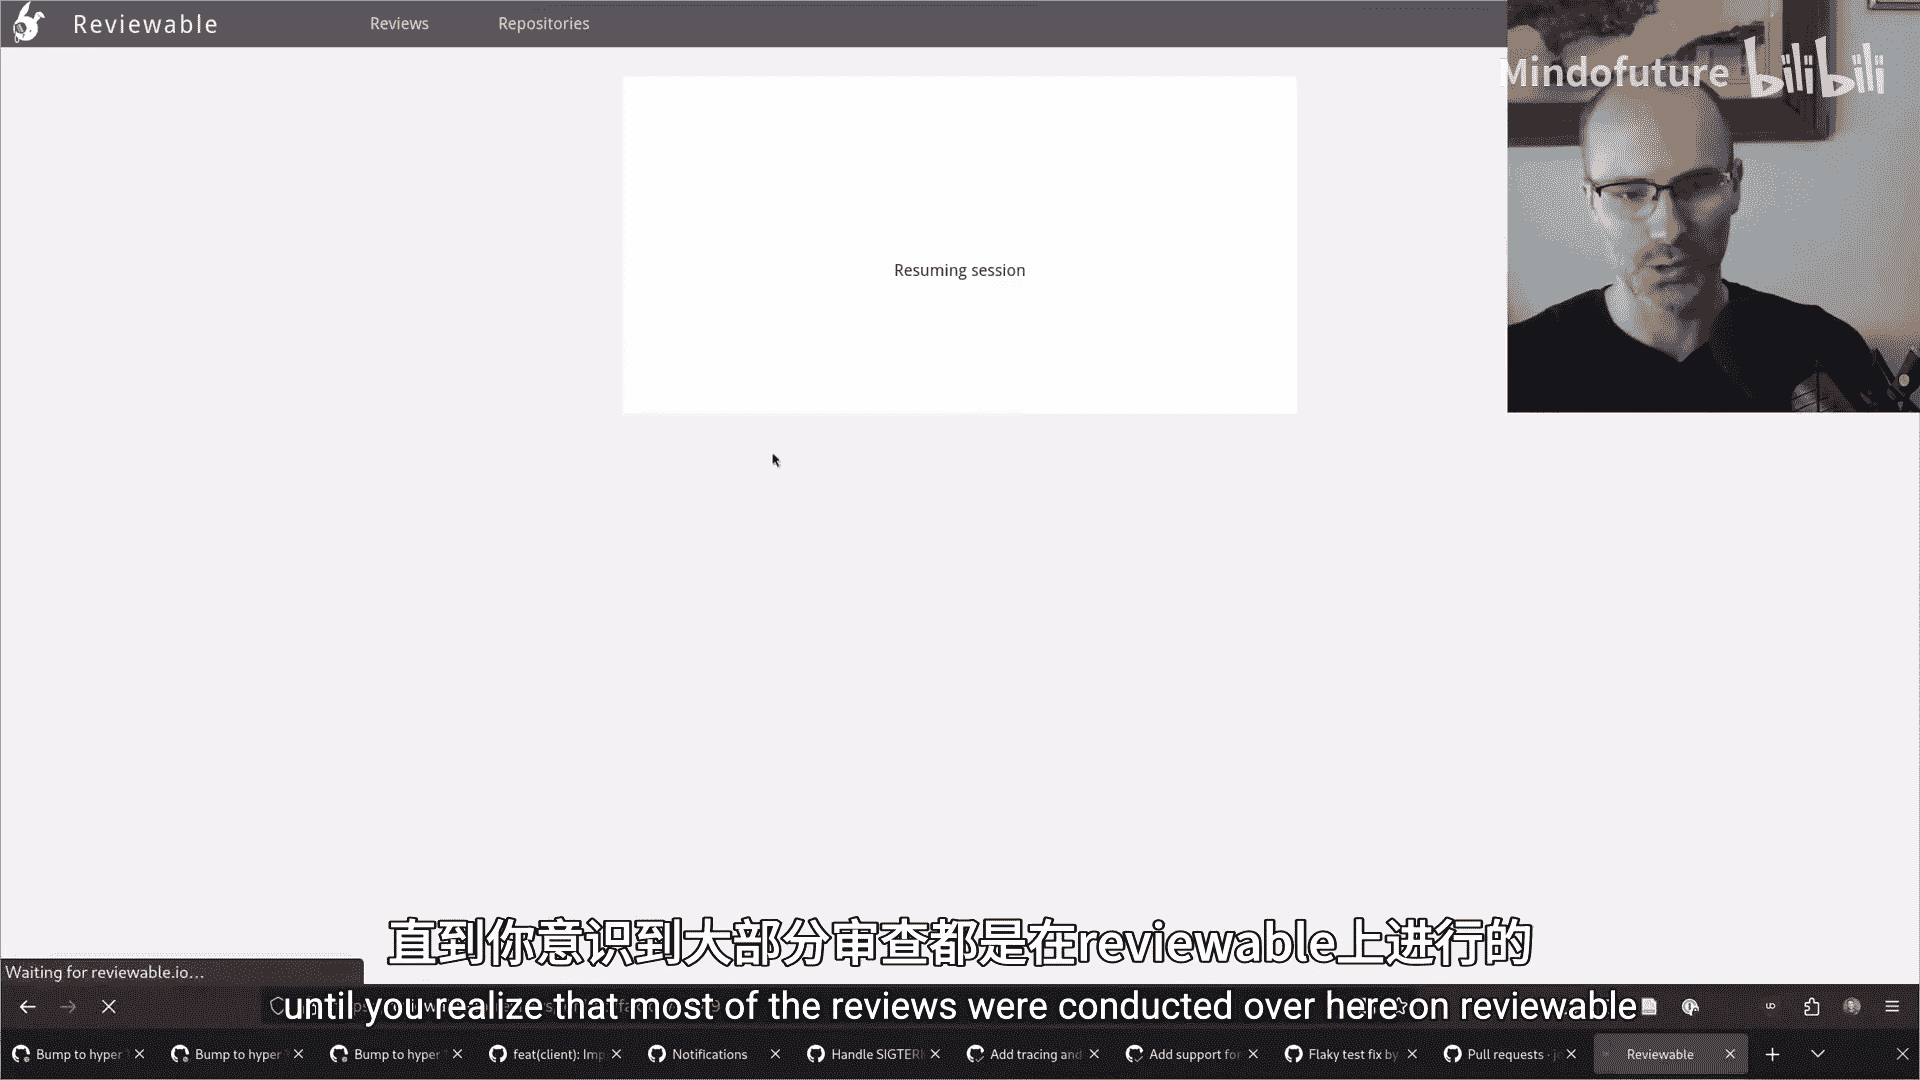 Reviewable
Reviews
Repositories
Mindofuture bilibili
Resuming session
直到你意识到大部分审查都是在reviewable上进行的
Waiting for reviewable.io…
until you realize that most of the reviews were conducted over here on reviewable
Bump to hyper
Bump to hyper
Bump to hyper
feat(client): Imp
Notifications
Handle SIGTER
Add tracing and
Add support for
Flaky test fix by
Pull requests · j
Reviewable